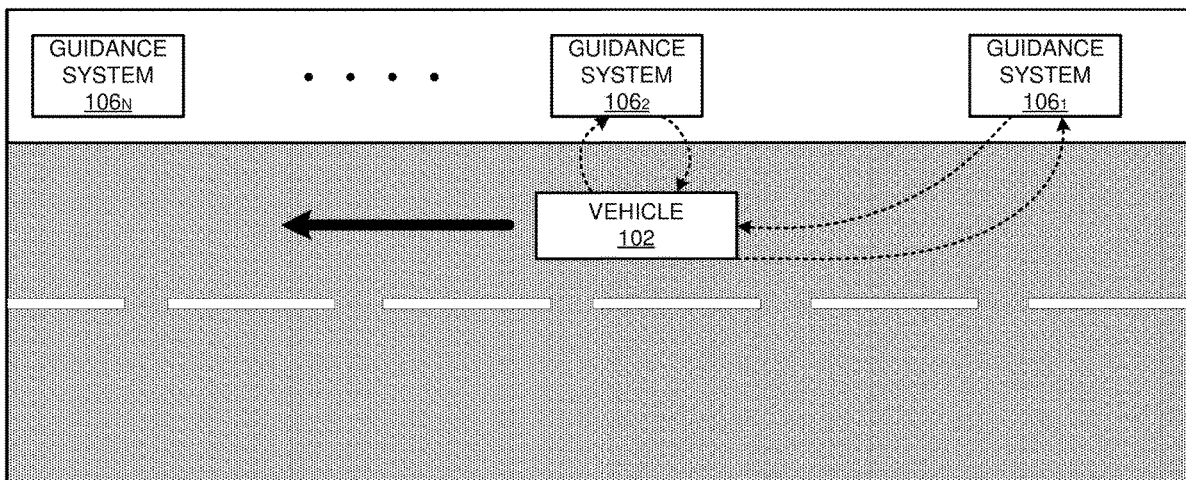 GUIDANCE
SYSTEM
106N
GUIDANCE
SYSTEM
1062
GUIDANCE
SYSTEM
1061
VEHICLE
102